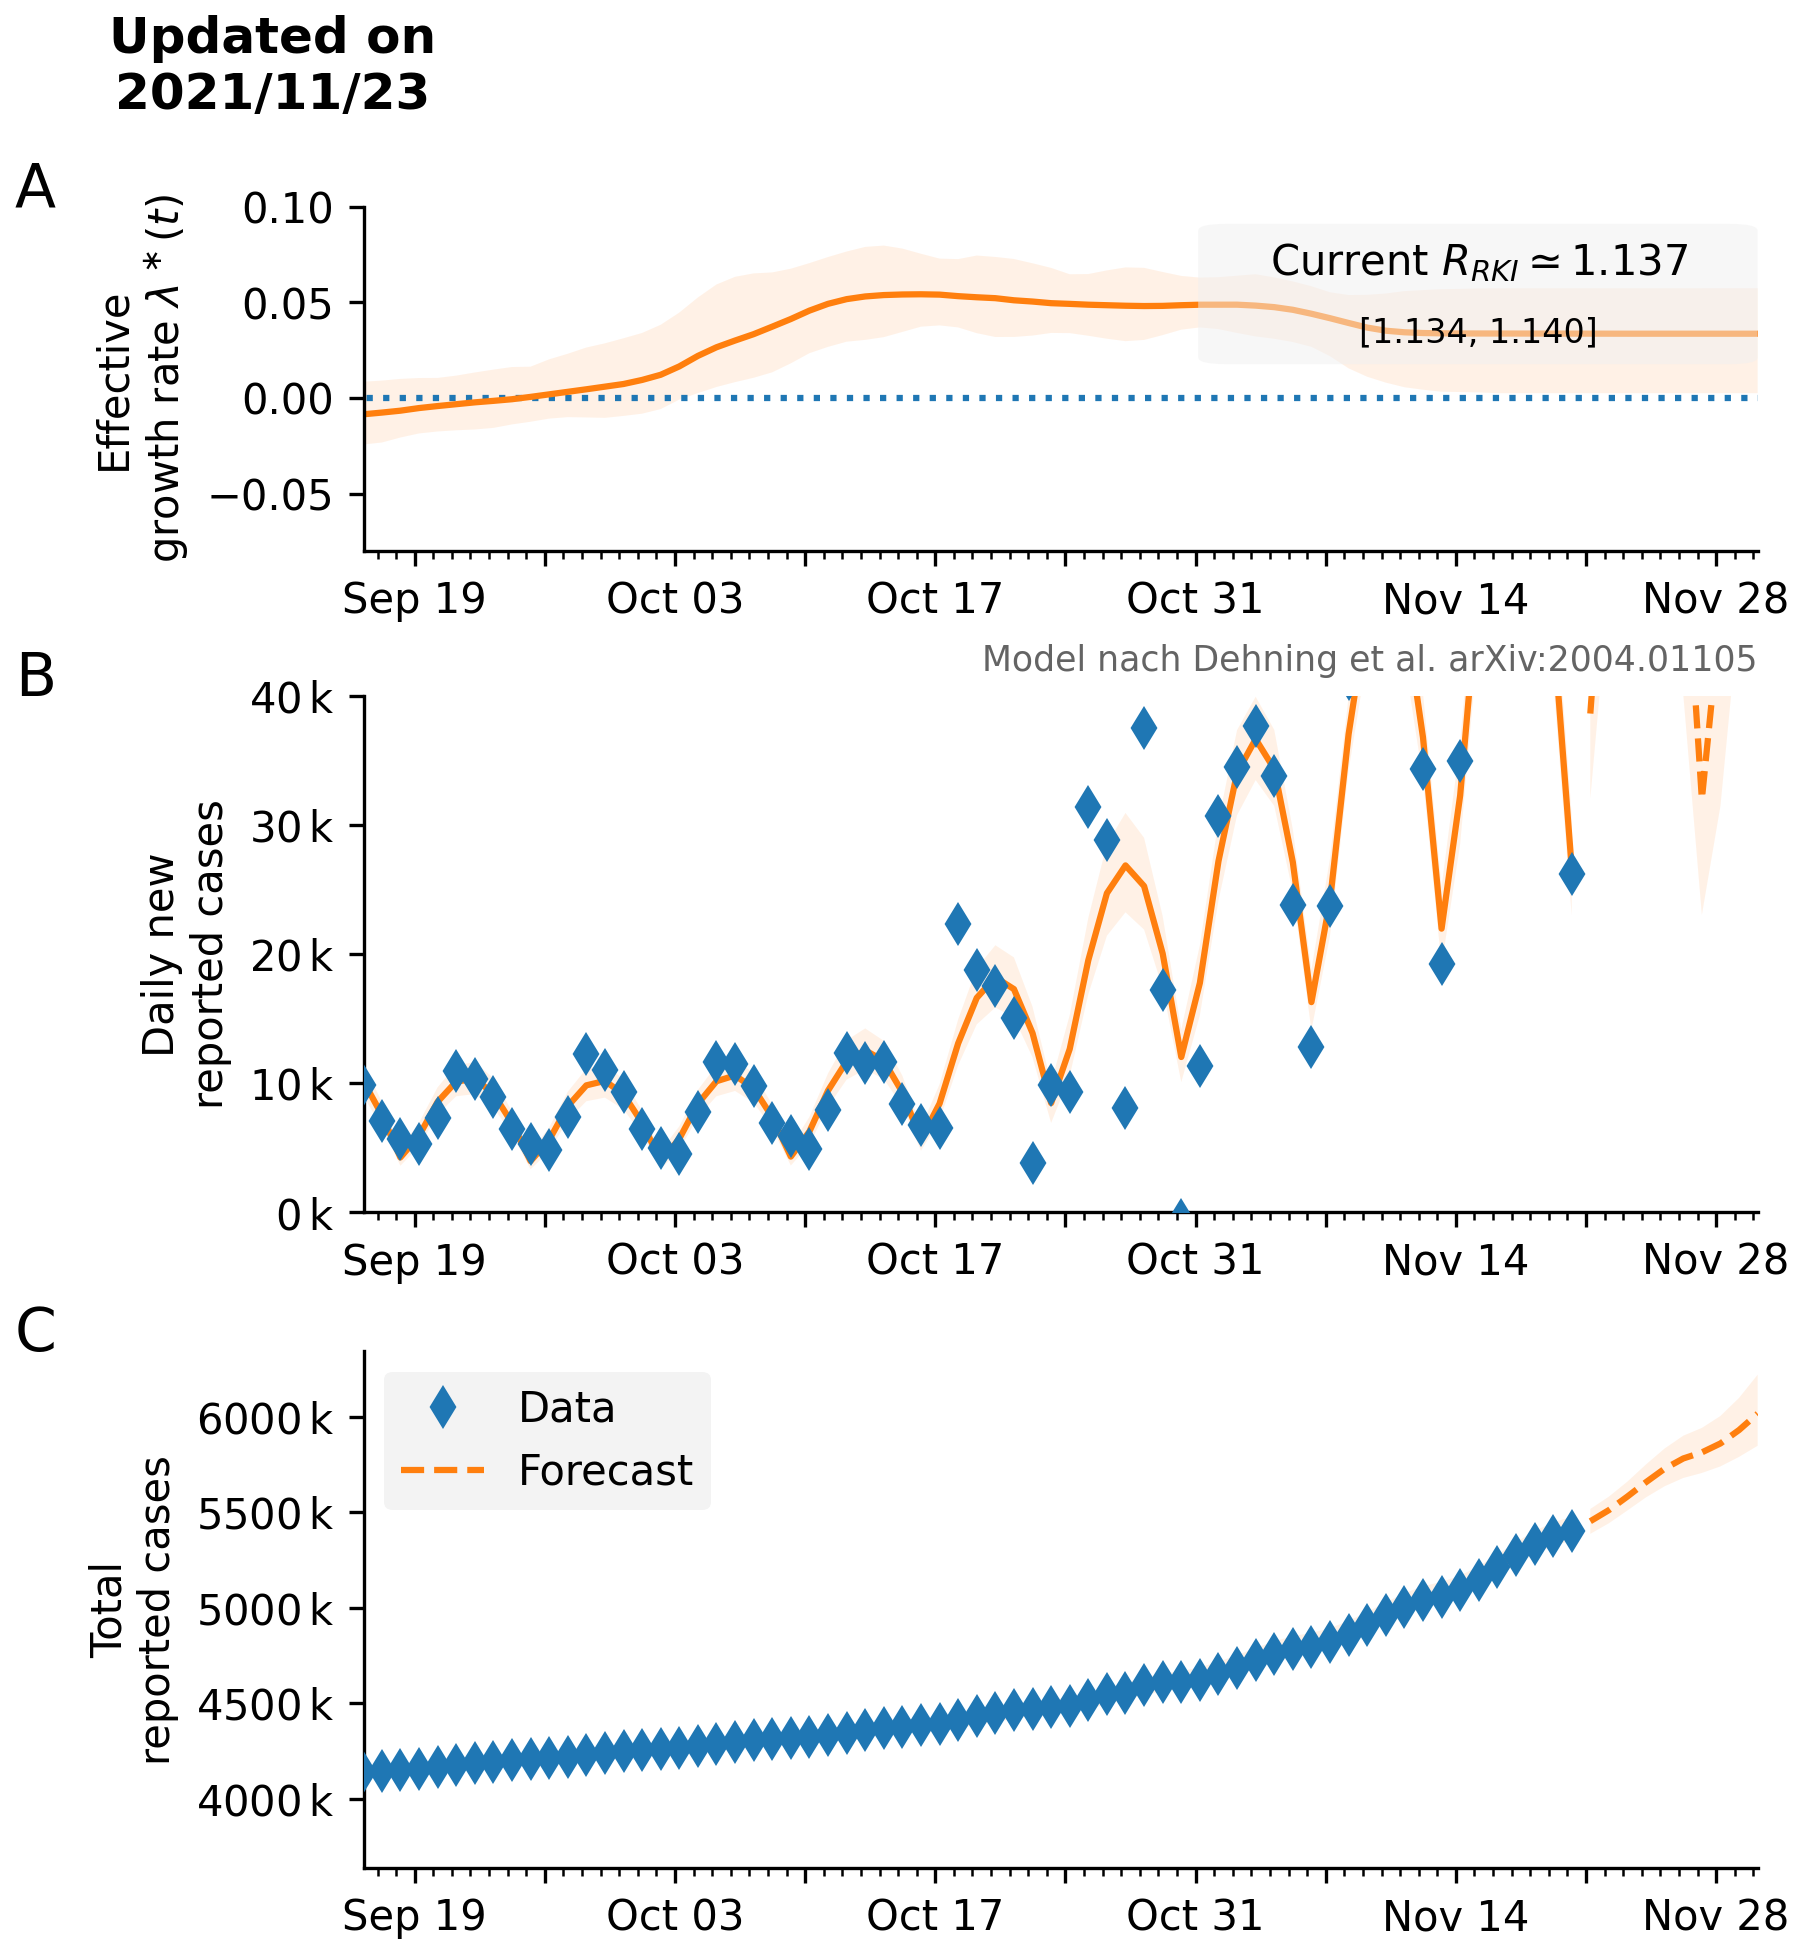 Updated on
2021/11/23
A
Effective
growth rate λ * (t)
0.10
0.05
0.00
−0.05
Current R_RKI ≃ 1.137
[1.134, 1.140]
Sep 19 Oct 03 Oct 17 Oct 31 Nov 14 Nov 28
B
Model nach Dehning et al. arXiv:2004.01105
Daily new
reported cases
40 k
30 k
20 k
10 k
0 k
Sep 19 Oct 03 Oct 17 Oct 31 Nov 14 Nov 28
C
Total
reported cases
6000 k
5500 k
5000 k
4500 k
4000 k
Data
Forecast
Sep 19 Oct 03 Oct 17 Oct 31 Nov 14 Nov 28